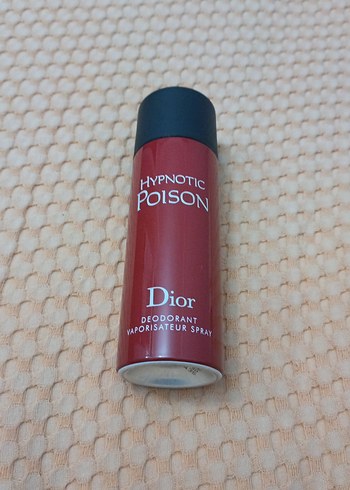 HYPNOTIC
POISON
Dior
DEODORANT
VAPORISATEUR SPRAY